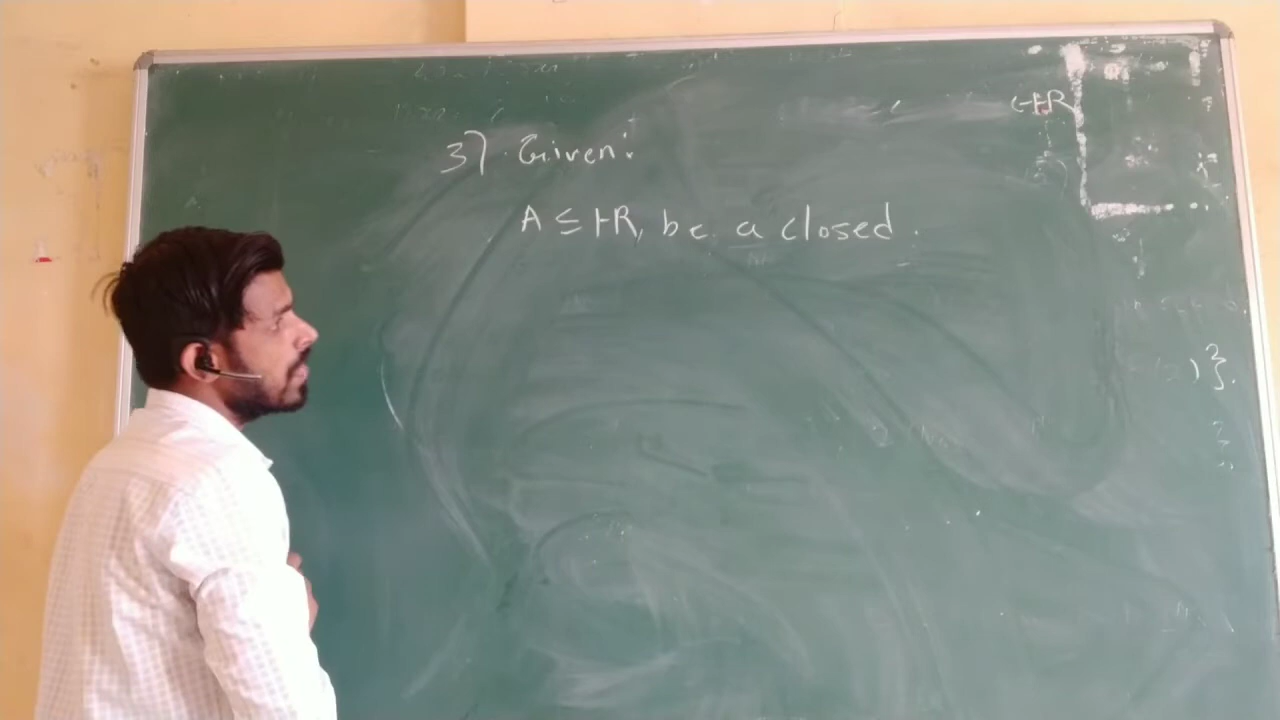 3) Given:
A ⊆ ℝ, be a closed.
∈ ℝ
) }.